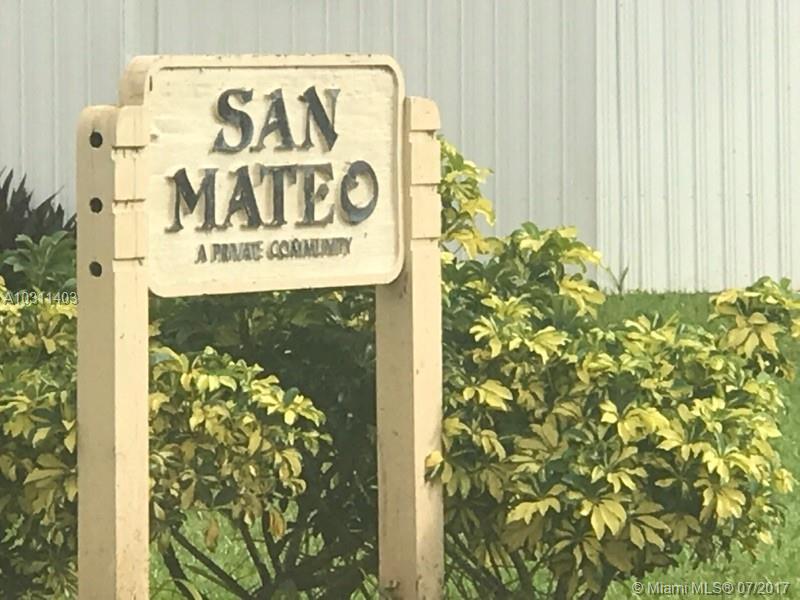 SAN
MATEO
A PRIVATE COMMUNITY
A10311403
© Miami MLS® 07/2017